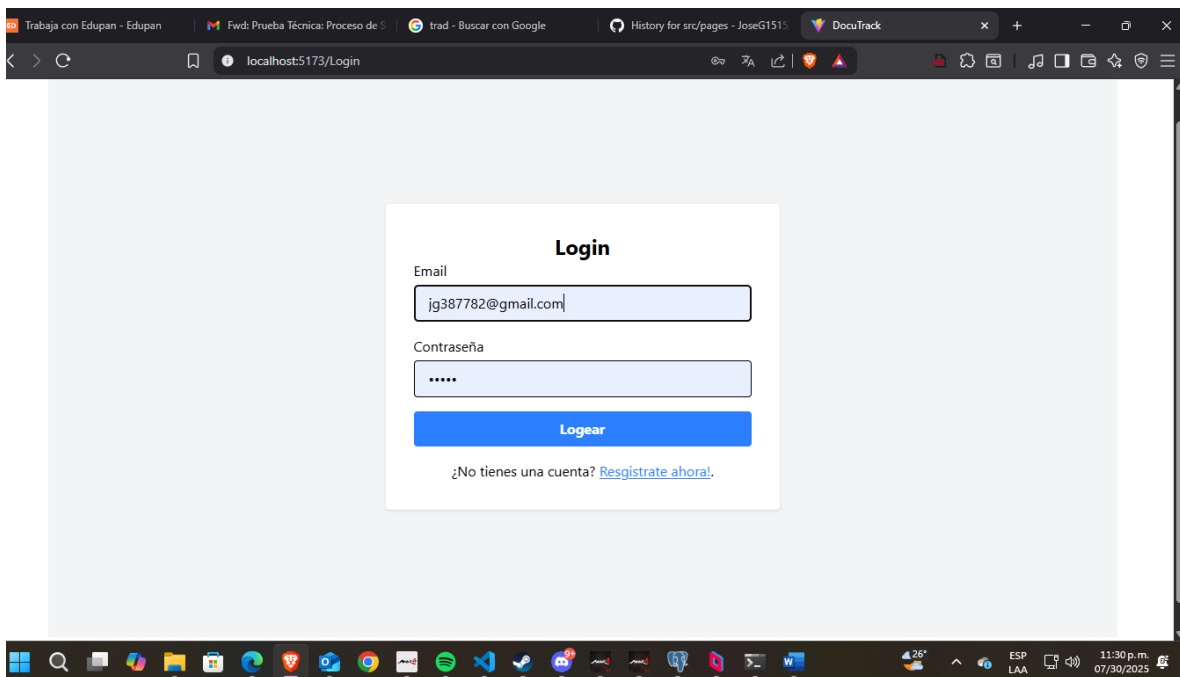 Trabaja con Edupan - Edupan
Fwd: Prueba Técnica: Proceso de S
trad - Buscar con Google
History for src/pages - JoseG1515
DocuTrack
localhost:5173/Login
Login
Email
jg387782@gmail.com
Contraseña
•••••
Logear
¿No tienes una cuenta? Resgistrate ahora!.
26°
ESP
LAA
11:30 p.m.
07/30/2025